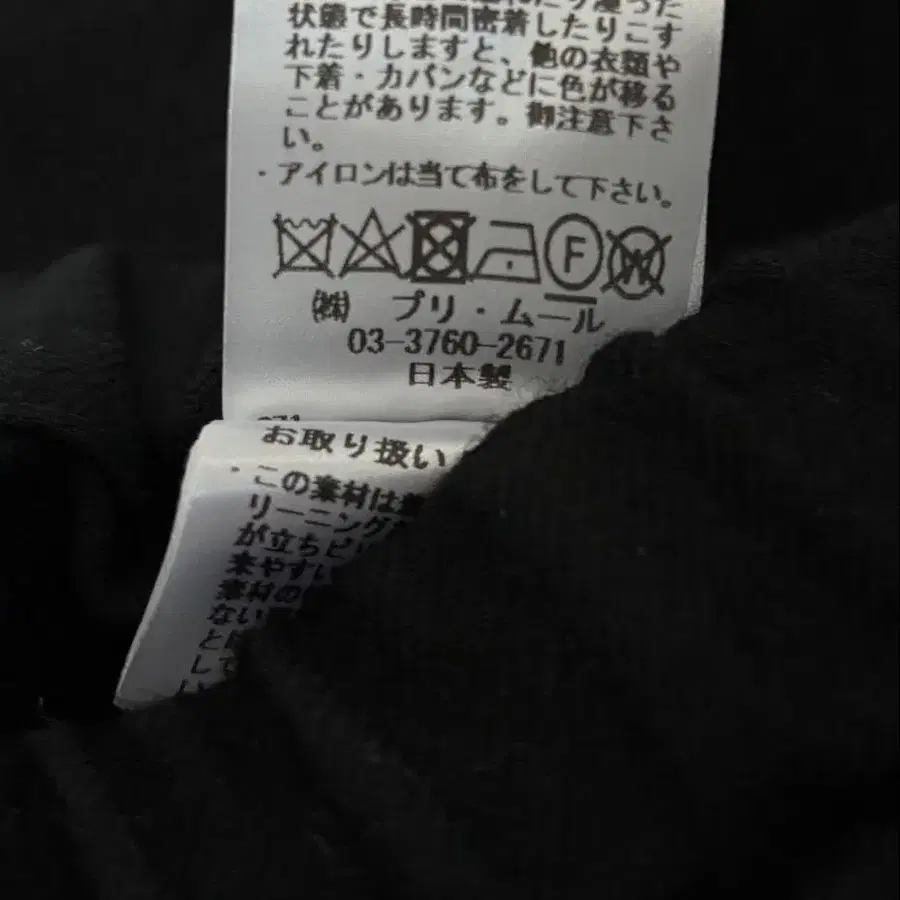 状態で長時間密着したりこす
れたりしますと、他の衣類や
下着・カバンなどに色が移る
ことがあります。御注意下さ
い。
・アイロンは当て布をして下さい。
F
W
㈱ プリ・ムール
03-3760-2671
日本製
お取り扱い
・この素材は
リーニング
が立ちピリ
来やすい
素材の
ない
と
して
い